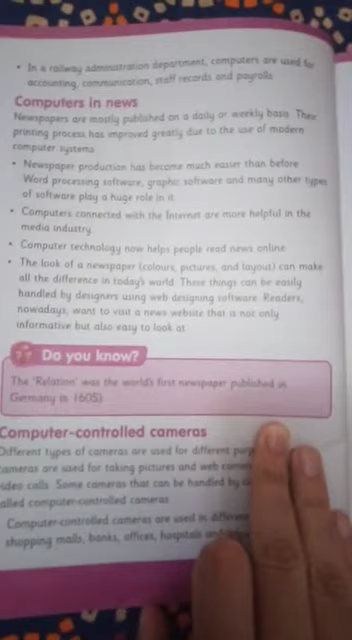 • In a railway administration department, computers are used for
accounting, communication, staff records and payrolls.
Computers in news
Newspapers are mostly published on a daily or weekly basis. Their
printing process has improved greatly due to the use of modern
computer systems.
• Newspaper production has become much easier than before.
Word processing software, graphic software and many other types
of software play a huge role in it.
• Computers connected with the Internet are more helpful in the
media industry.
• Computer technology now helps people read news online.
• The look of a newspaper (colours, pictures, and layout) can make
all the difference in today's world. These things can be easily
handled by designers using web designing software. Readers,
nowadays, want to visit a news website that is not only
informative but also easy to look at.
Do you know?
The 'Relation' was the world's first newspaper published in
Germany in 1605).
Computer-controlled cameras
Different types of cameras are used for different
cameras are used for taking pictures and web
video calls. Some cameras that can be handled by
alled computer-controlled cameras.
Computer-controlled cameras are used in
shopping malls, banks, offices, hospitals